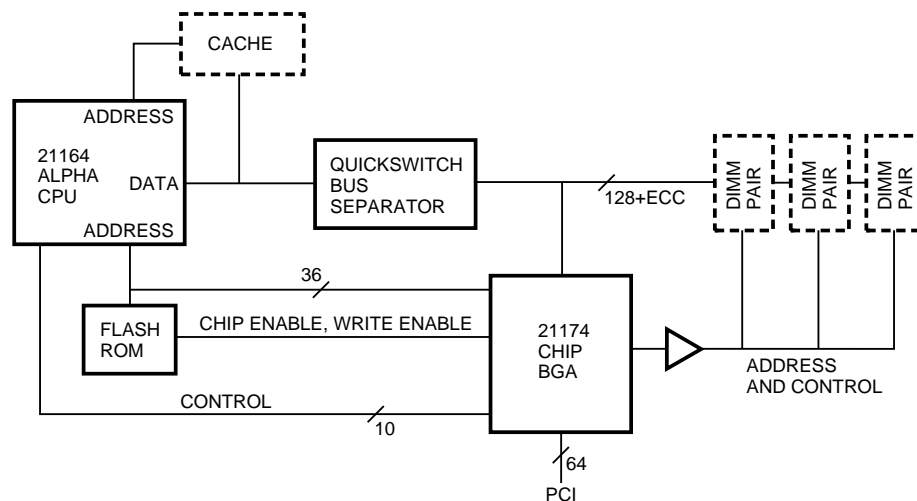 CACHE
ADDRESS
21164
ALPHA
CPU
DATA
ADDRESS
QUICKSWITCH
BUS
SEPARATOR
128+ECC
DIMM
PAIR
DIMM
PAIR
DIMM
PAIR
36
FLASH
ROM
CHIP ENABLE, WRITE ENABLE
21174
CHIP
BGA
ADDRESS
AND CONTROL
CONTROL
10
64
PCI